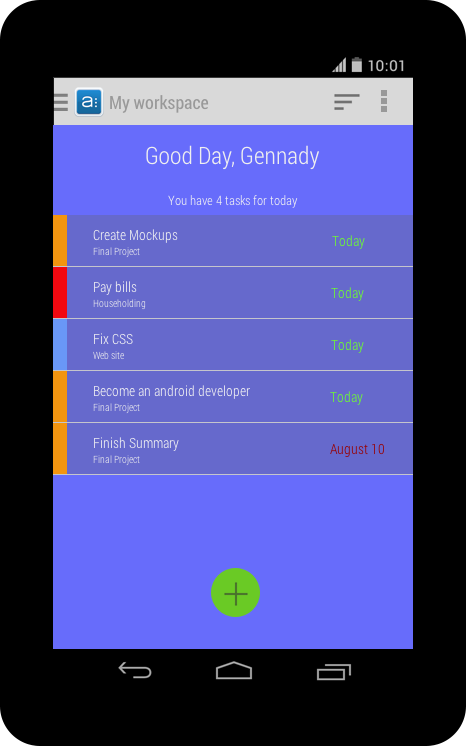 10:01
a:
My workspace
Good Day, Gennady
You have 4 tasks for today
Create Mockups
Final Project
Today
Pay bills
Householding
Today
Fix CSS
Web site
Today
Become an android developer
Final Project
Today
Finish Summary
Final Project
August 10